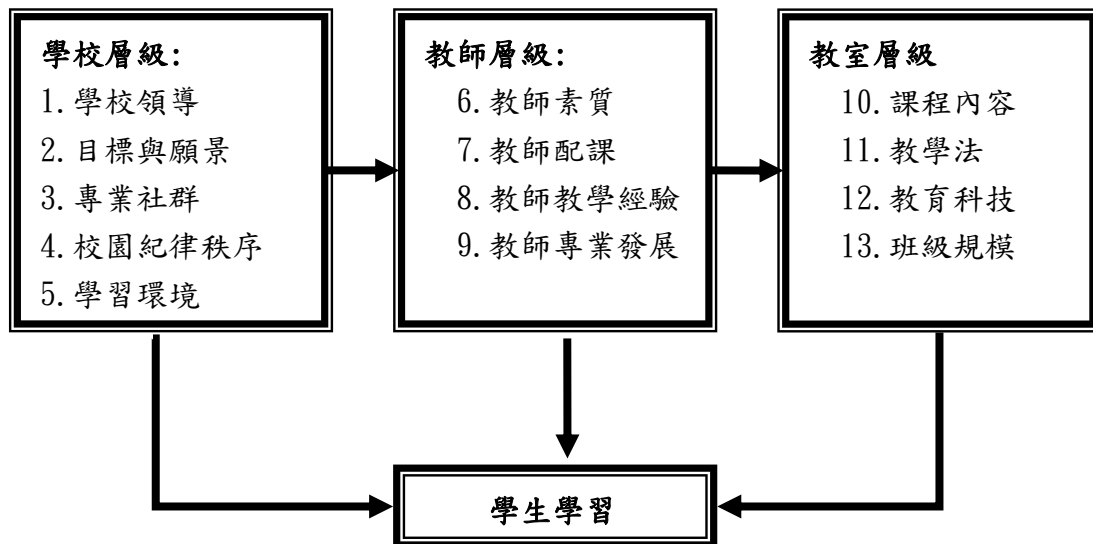 學校層級:
1.學校領導
2.目標與願景
3.專業社群
4.校園紀律秩序
5.學習環境
教師層級:
6.教師素質
7.教師配課
8.教師教學經驗
9.教師專業發展
教室層級
10.課程內容
11.教學法
12.教育科技
13.班級規模
學生學習